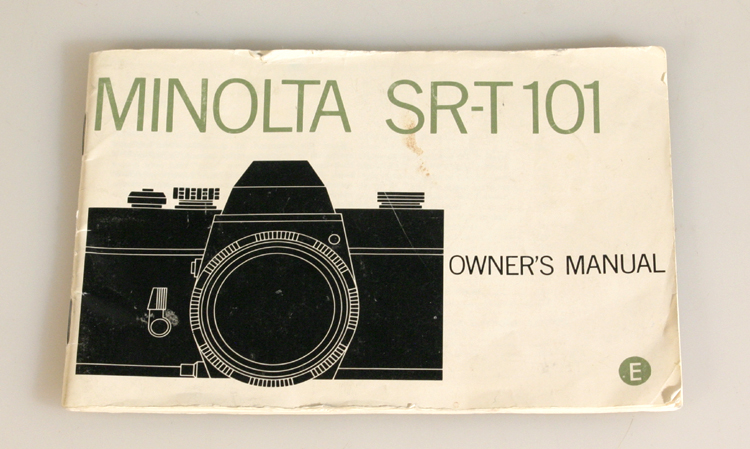 MINOLTA SR-T 101
OWNER'S MANUAL
E